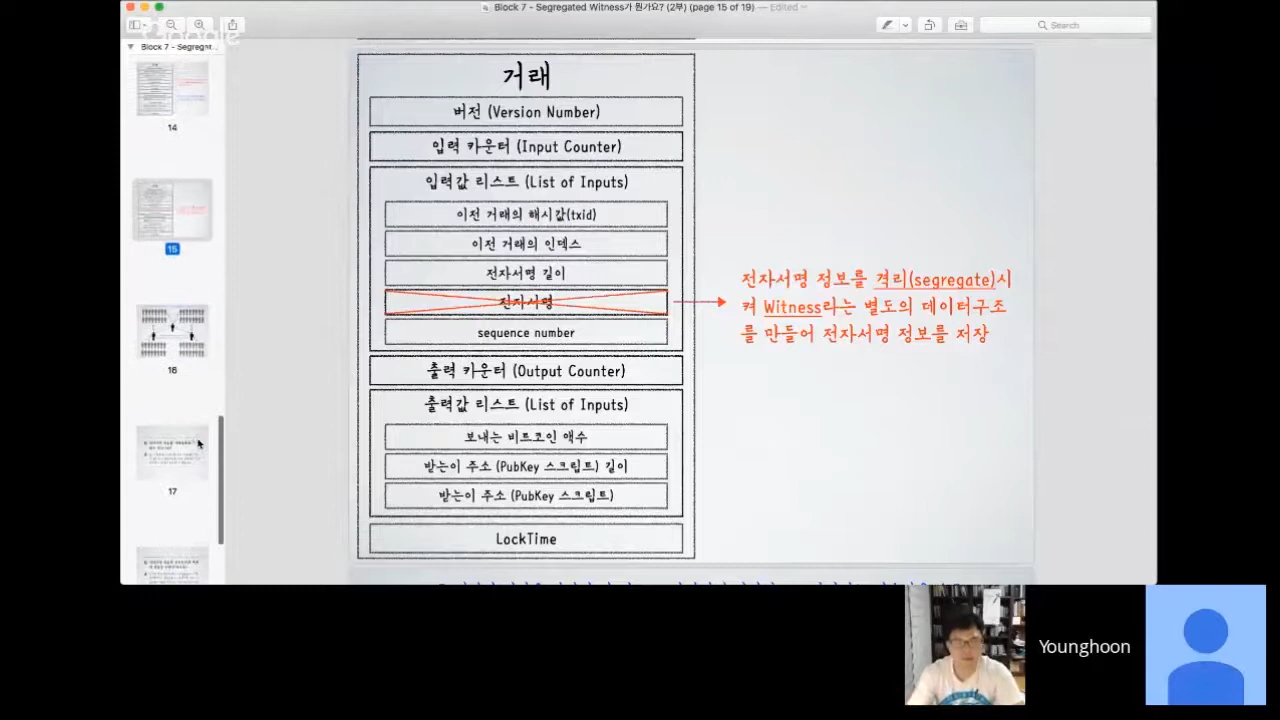 Block 7 - Segregated Witness가 뭔가요? (2부) (page 15 of 19) — Edited
Search
Block 7 - Segregat...
14
15
16
17
거래
버전 (Version Number)
입력 카운터 (Input Counter)
입력값 리스트 (List of Inputs)
이전 거래의 해시값(txid)
이전 거래의 인덱스
전자서명 길이
전자서명
sequence number
출력 카운터 (Output Counter)
출력값 리스트 (List of Inputs)
보내는 비트코인 액수
받는이 주소 (PubKey 스크립트) 길이
받는이 주소 (PubKey 스크립트)
LockTime
전자서명 정보를 격리(segregate)시
켜 Witness라는 별도의 데이터구조
를 만들어 전자서명 정보를 저장
Younghoon